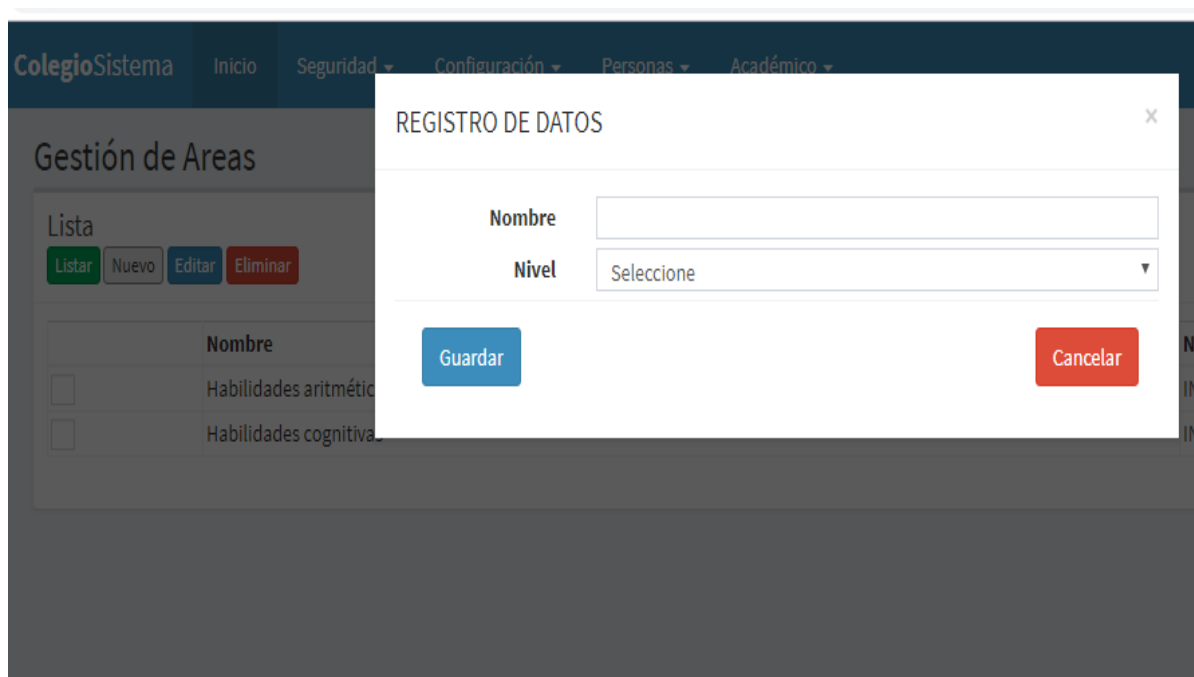 ColegioSistema Inicio Seguridad Configuración Personas Académico
REGISTRO DE DATOS ×
Gestión de Areas
Nombre
Lista
Nivel Seleccione
Listar Nuevo Editar Eliminar
Guardar Cancelar
Nombre
Habilidades
Habilidades cognitivas